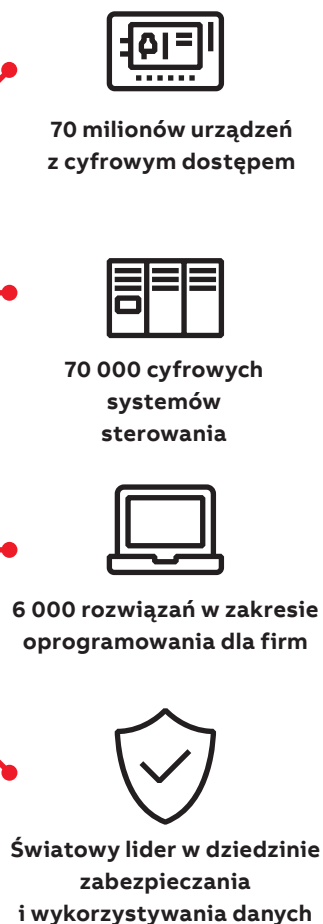 70 milionów urządzeń
z cyfrowym dostępem
70 000 cyfrowych
systemów
sterowania
6 000 rozwiązań w zakresie
oprogramowania dla firm
Światowy lider w dziedzinie
zabezpieczania
i wykorzystywania danych